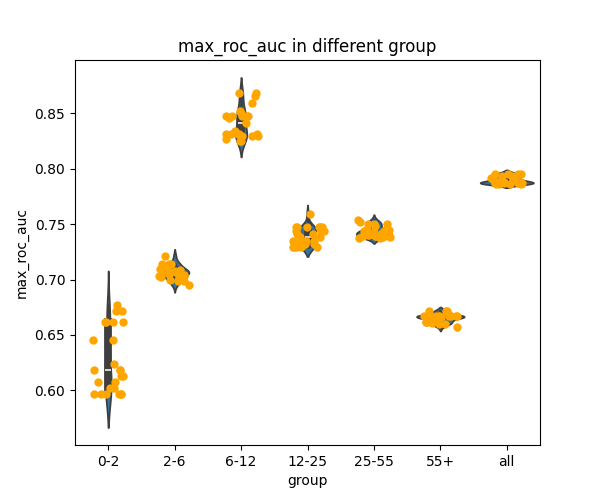 max_roc_auc in different group
max_roc_auc
0.85
0.80
0.75
0.70
0.65
0.60
0-2 2-6 6-12 12-25 25-55 55+ all
group